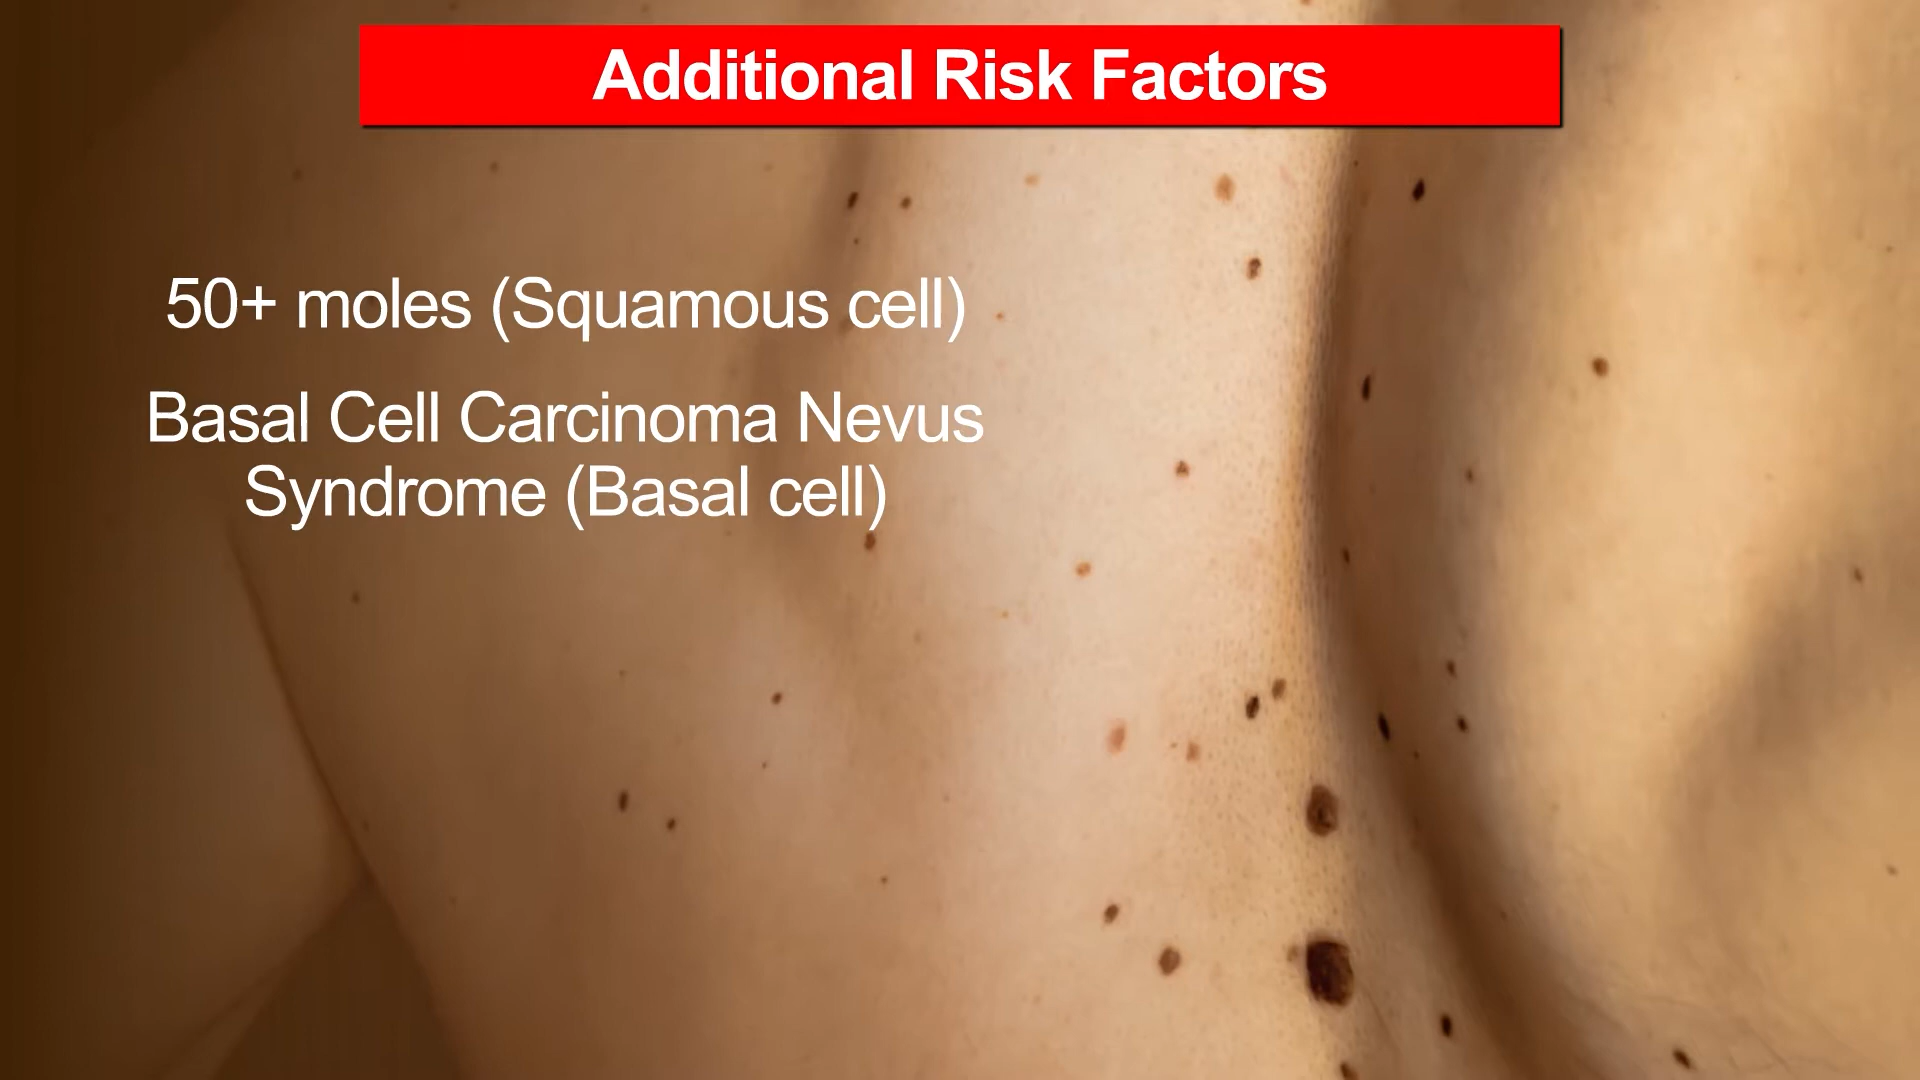 Additional Risk Factors
50+ moles (Squamous cell)
Basal Cell Carcinoma Nevus
Syndrome (Basal cell)